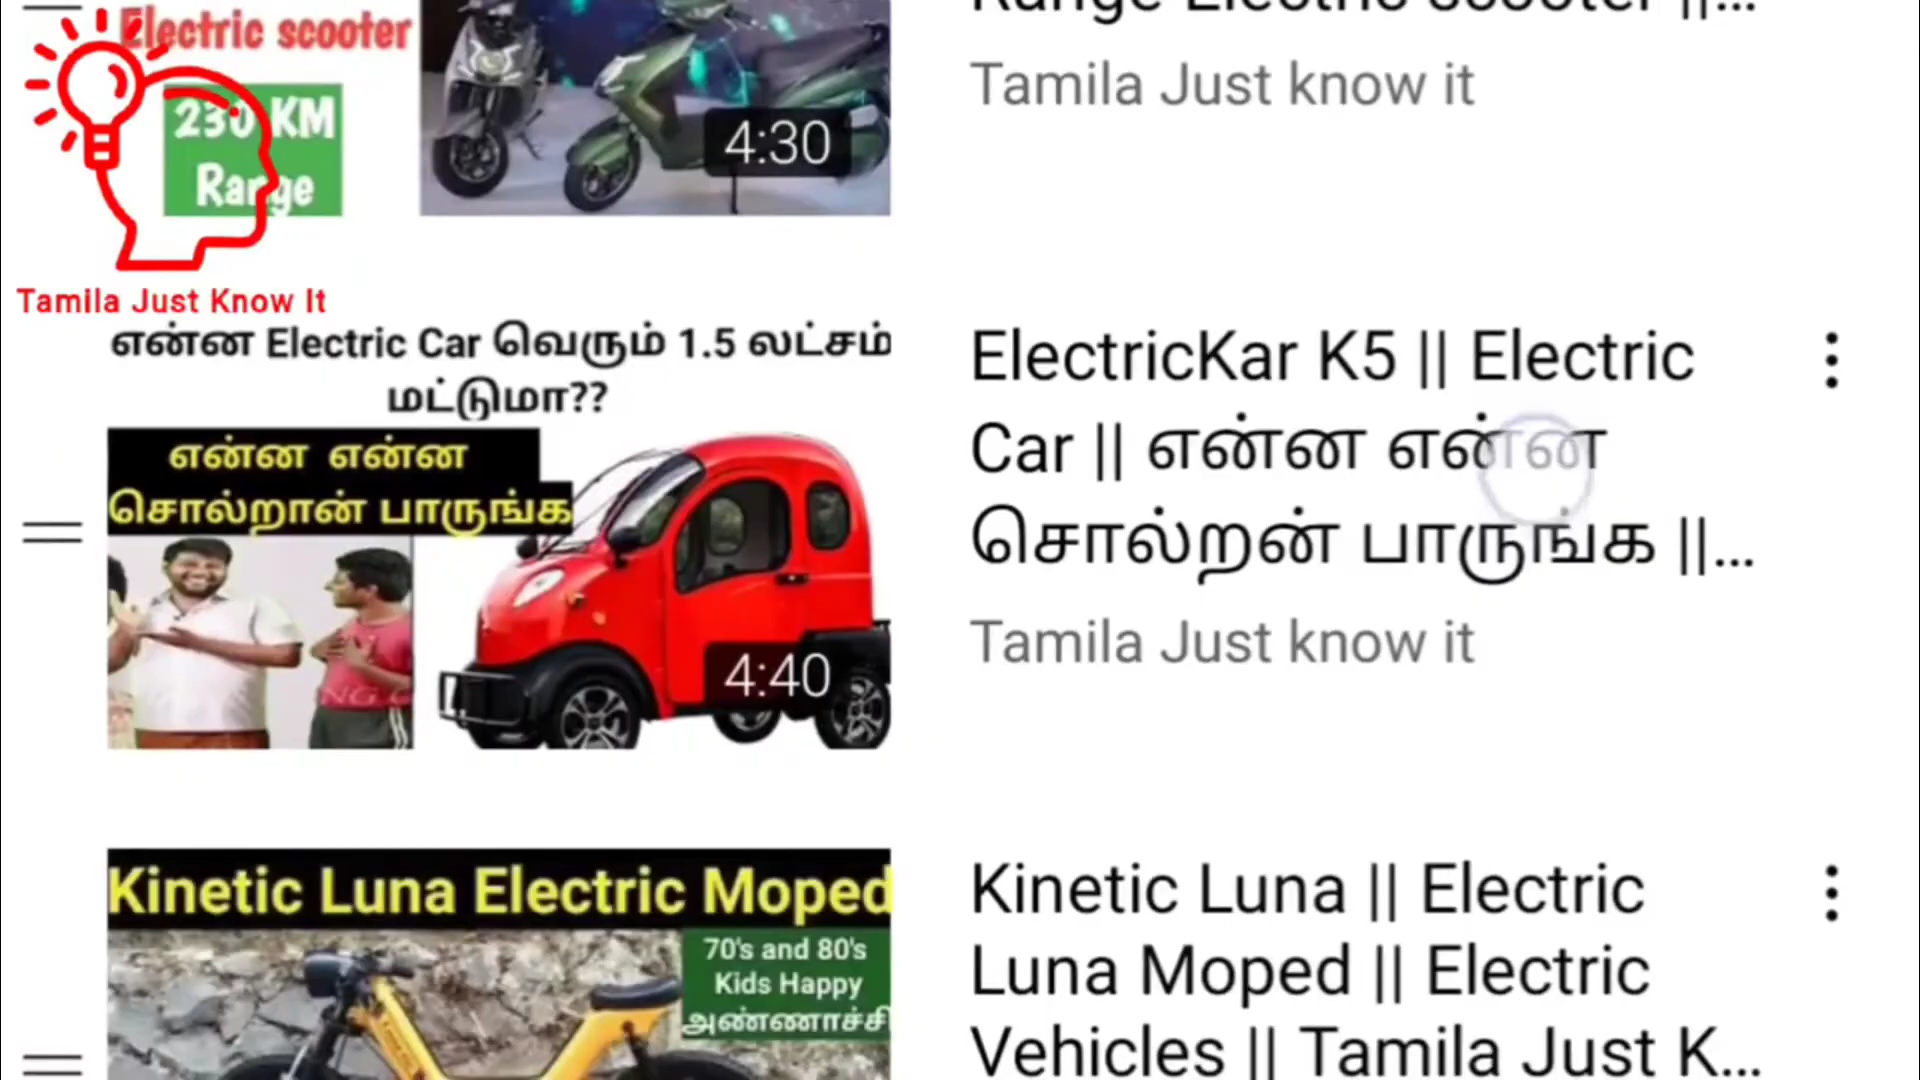 Electric scooter
230 KM
Range
4:30
Range Electric scooter ||...
Tamila Just know it
Tamila Just Know It
என்ன Electric Car வெரும் 1.5 லட்சம்
மட்டுமா??
என்ன என்ன
சொல்றான் பாருங்க
4:40
ElectricKar K5 || Electric
Car || என்ன என்ன
சொல்றன் பாருங்க ||...
Tamila Just know it
Kinetic Luna Electric Moped
70's and 80's
Kids Happy
அண்ணாச்சி
Kinetic Luna || Electric
Luna Moped || Electric
Vehicles || Tamila Just K...